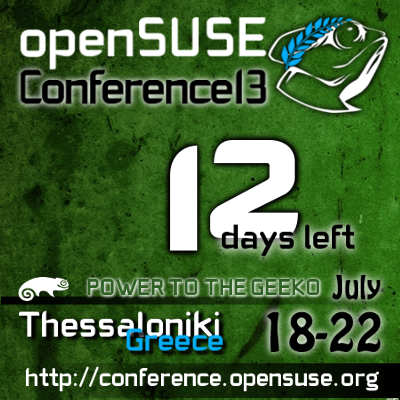 openSUSE
Conference13
12
days left
POWER TO THE GEEKO July
Thessaloniki
Greece
18-22
http://conference.opensuse.org